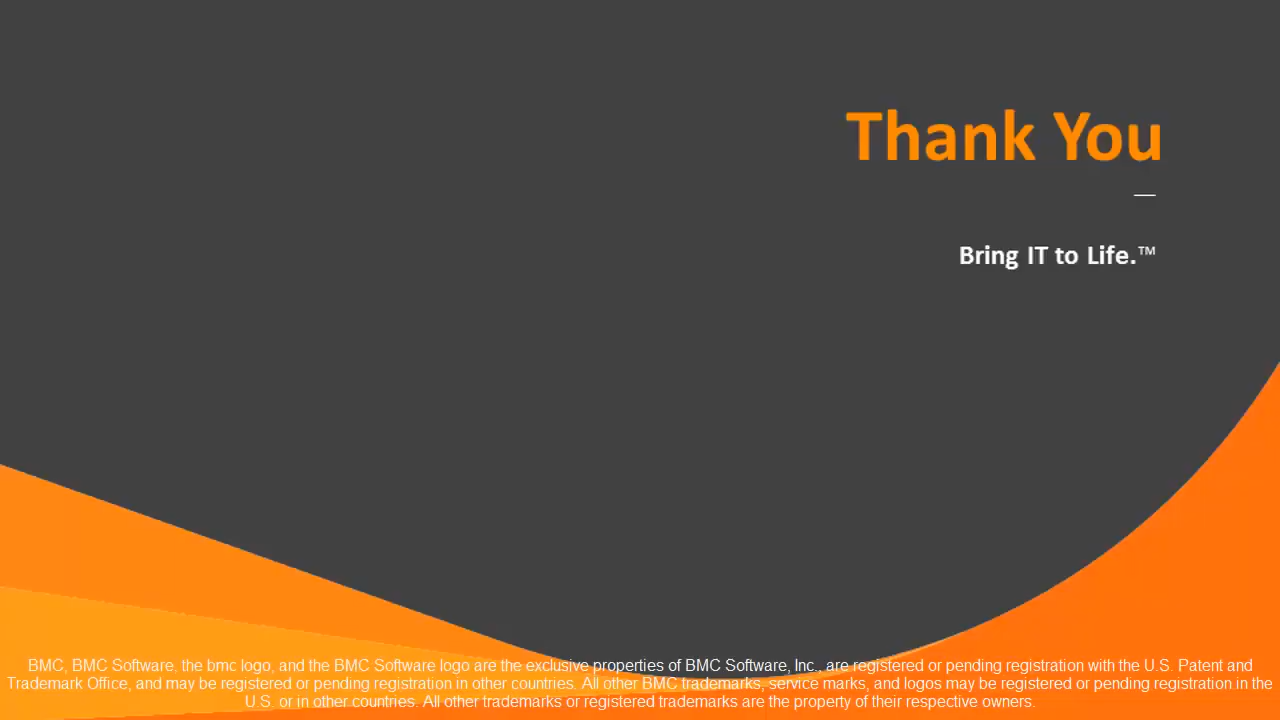 Thank You
Bring IT to Life.™
BMC, BMC Software, the bmc logo, and the BMC Software logo are the exclusive properties of BMC Software, Inc., are registered or pending registration with the U.S. Patent and
Trademark Office, and may be registered or pending registration in other countries. All other BMC trademarks, service marks, and logos may be registered or pending registration in the
U.S. or in other countries. All other trademarks or registered trademarks are the property of their respective owners.